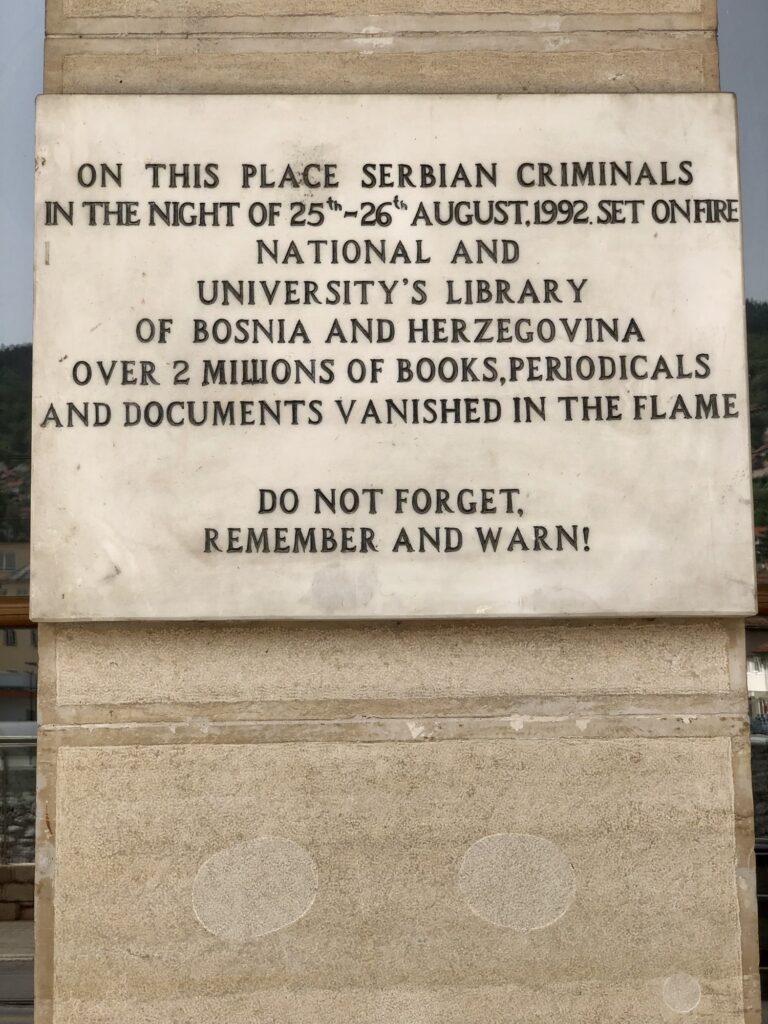 ON THIS PLACE SERBIAN CRIMINALS
IN THE NIGHT OF 25th-26th AUGUST, 1992. SET ON FIRE
NATIONAL AND
UNIVERSITY'S LIBRARY
OF BOSNIA AND HERZEGOVINA
OVER 2 MILLIONS OF BOOKS, PERIODICALS
AND DOCUMENTS VANISHED IN THE FLAME
DO NOT FORGET,
REMEMBER AND WARN!